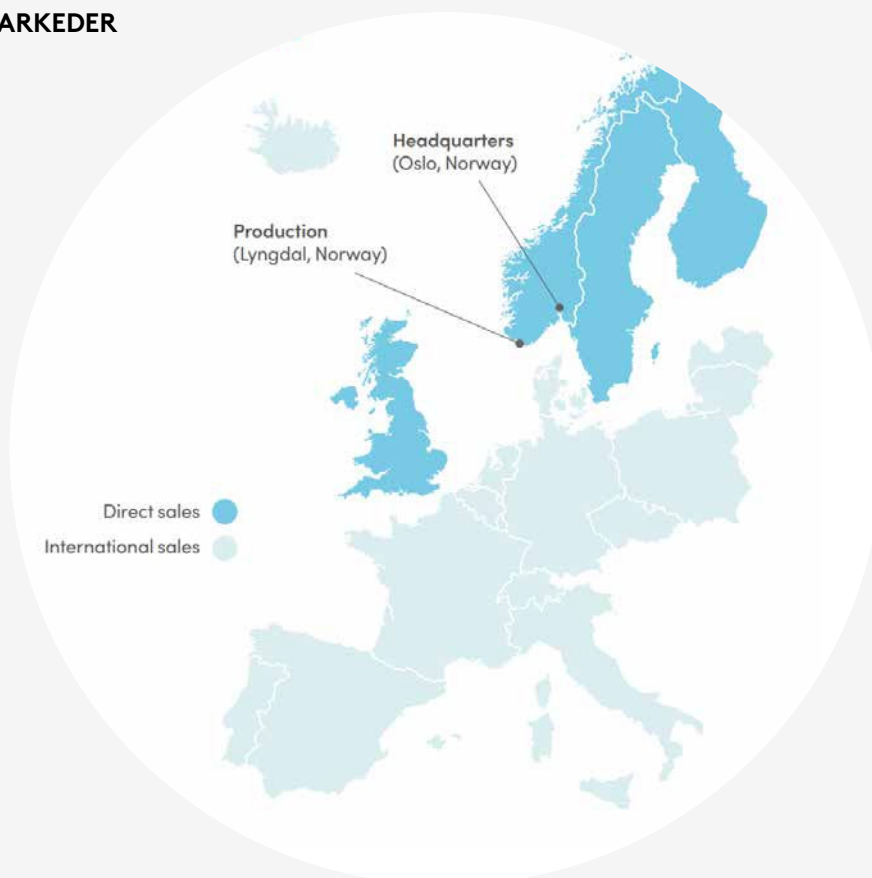 ARKEDER
Headquarters
(Oslo, Norway)
Production
(Lyngdal, Norway)
Direct sales
International sales